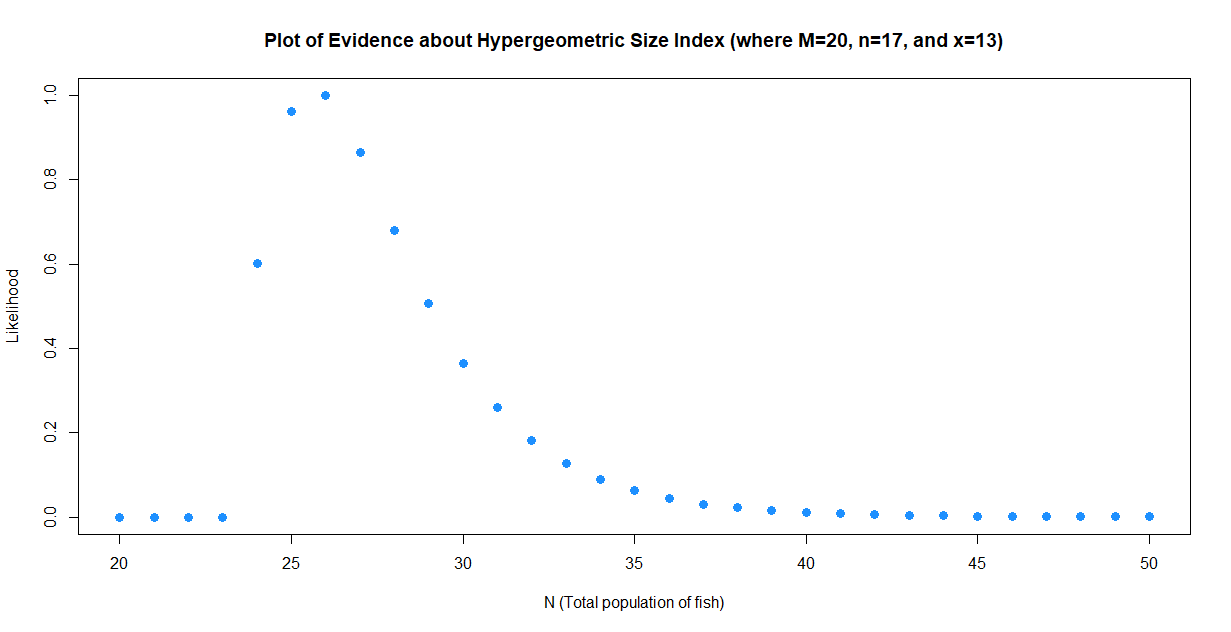 Plot of Evidence about Hypergeometric Size Index (where M=20, n=17, and x=13)
Likelihood
1.0
0.8
0.6
0.4
0.2
0.0
20 25 30 35 40 45 50
N (Total population of fish)